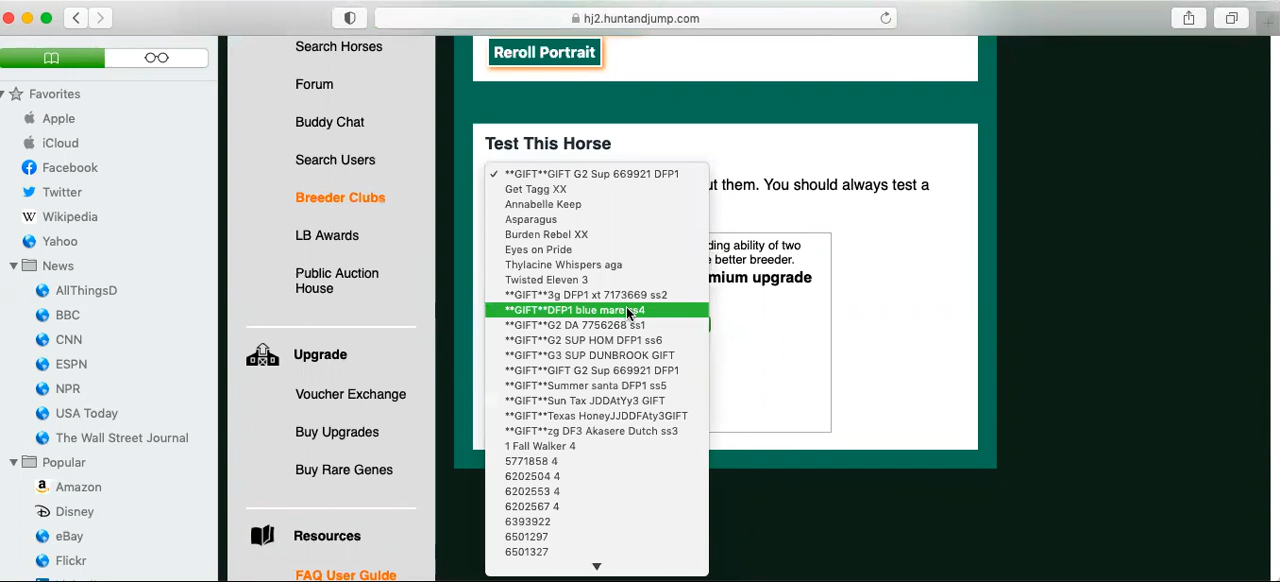 hj2.huntandjump.com
Favorites
Apple
iCloud
Facebook
Twitter
Wikipedia
Yahoo
News
AllThingsD
BBC
CNN
ESPN
NPR
USA Today
The Wall Street Journal
Popular
Amazon
Disney
eBay
Flickr
Search Horses
Forum
Buddy Chat
Search Users
Breeder Clubs
LB Awards
Public Auction
House
Upgrade
Voucher Exchange
Buy Upgrades
Buy Rare Genes
Resources
FAQ User Guide
Reroll Portrait
Test This Horse
ut them. You should always test a
ding ability of two
e better breeder.
mium upgrade
✓ **GIFT**GIFT G2 Sup 669921 DFP1
Get Tagg XX
Annabelle Keep
Asparagus
Burden Rebel XX
Eyes on Pride
Thylacine Whispers aga
Twisted Eleven 3
**GIFT**3g DFP1 xt 7173669 ss2
**GIFT**DFP1 blue mare ss4
**GIFT**G2 DA 7756268 ss1
**GIFT**G2 SUP HOM DFP1 ss6
**GIFT**G3 SUP DUNBROOK GIFT
**GIFT**GIFT G2 Sup 669921 DFP1
**GIFT**Summer santa DFP1 ss5
**GIFT**Sun Tax JDDAtYy3 GIFT
**GIFT**Texas HoneyJJDDFAty3GIFT
**GIFT**zg DF3 Akasere Dutch ss3
1 Fall Walker 4
5771858 4
6202504 4
6202553 4
6202567 4
6393922
6501297
6501327